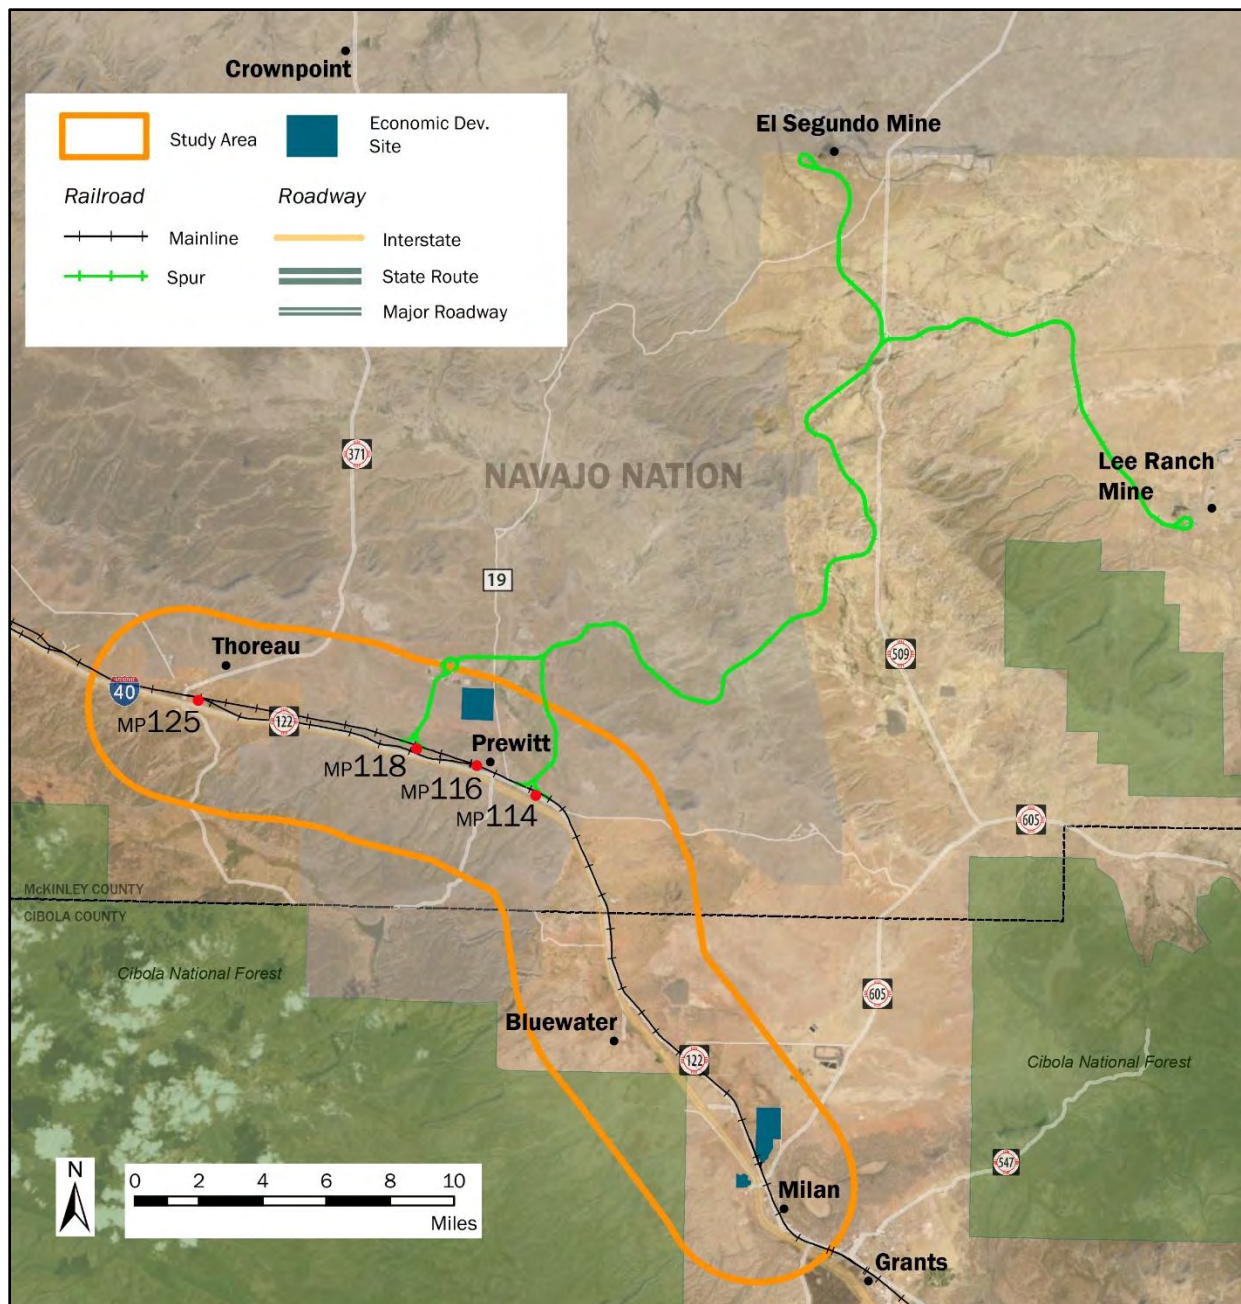 Crownpoint
Study Area
Economic Dev.
Site
Railroad
Roadway
Mainline
Interstate
Spur
State Route
Major Roadway
El Segundo Mine
371
Lee Ranch
Mine
NAVAJO NATION
19
Thoreau
509
40
MP125
122
Prewitt
MP118
MP116
MP114
605
McKINLEY COUNTY
CIBOLA COUNTY
Cibola National Forest
605
Bluewater
122
Cibola National Forest
547
N
0 2 4 6 8 10
Miles
Milan
Grants